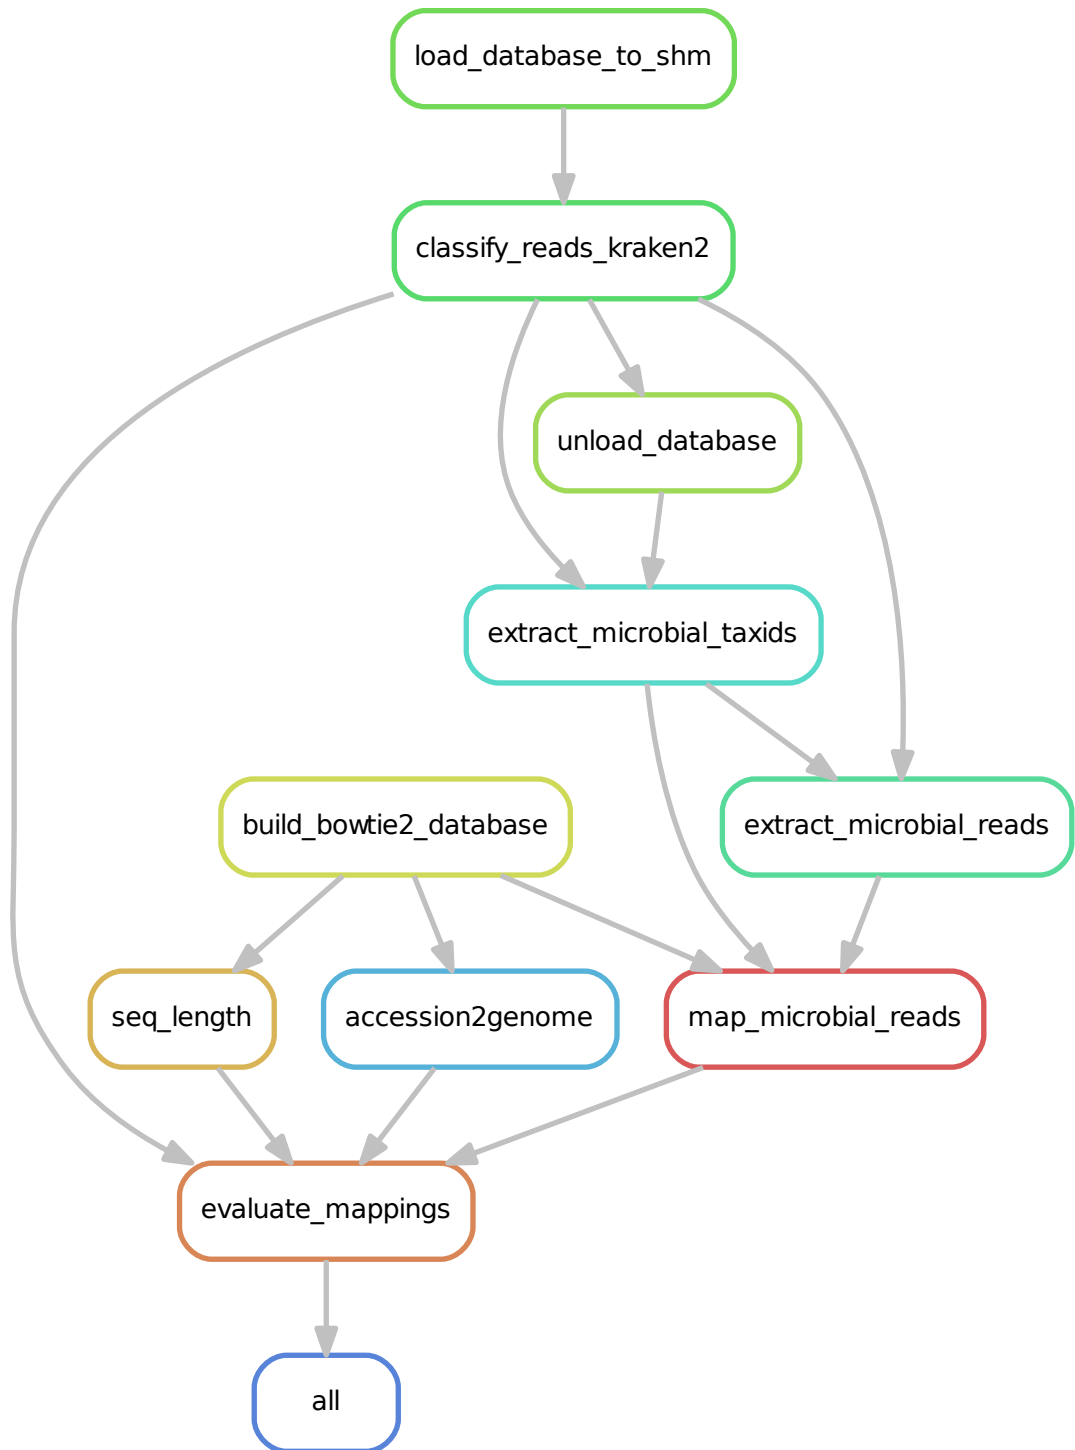 load_database_to_shm
classify_reads_kraken2
unload_database
extract_microbial_taxids
build_bowtie2_database
extract_microbial_reads
seq_length
accession2genome
map_microbial_reads
evaluate_mappings
all